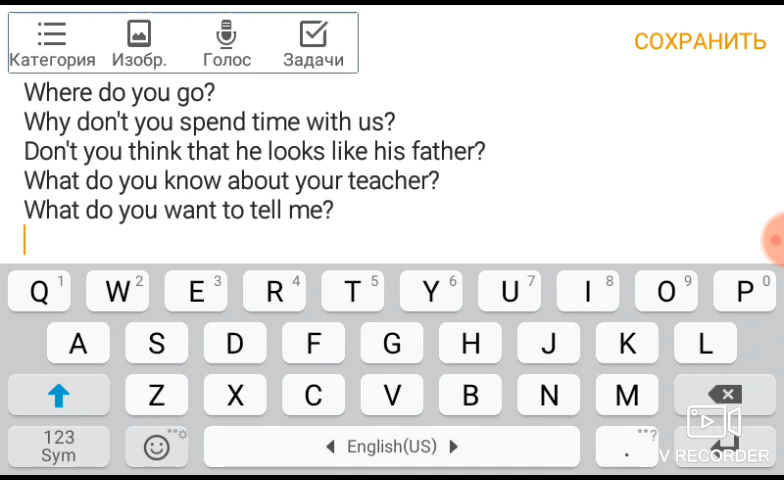 Категория Изобр. Голос Задачи
СОХРАНИТЬ
Where do you go?
Why don't you spend time with us?
Don't you think that he looks like his father?
What do you know about your teacher?
What do you want to tell me?
Q 1 W 2 E 3 R 4 T 5 Y 6 U 7 I 8 O 9 P 0
A S D F G H J K L
Z X C V B N M
123 Sym English(US) . ?
V RECORDER